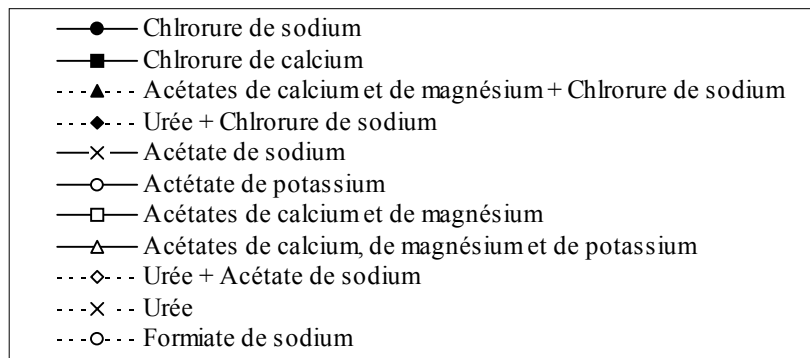 Chlrorure de sodium
Chlrorure de calcium
Acétates de calcium et de magnésium + Chlrorure de sodium
Urée + Chlrorure de sodium
Acétate de sodium
Actétate de potassium
Acétates de calcium et de magnésium
Acétates de calcium, de magnésium et de potassium
Urée + Acétate de sodium
Urée
Formiate de sodium